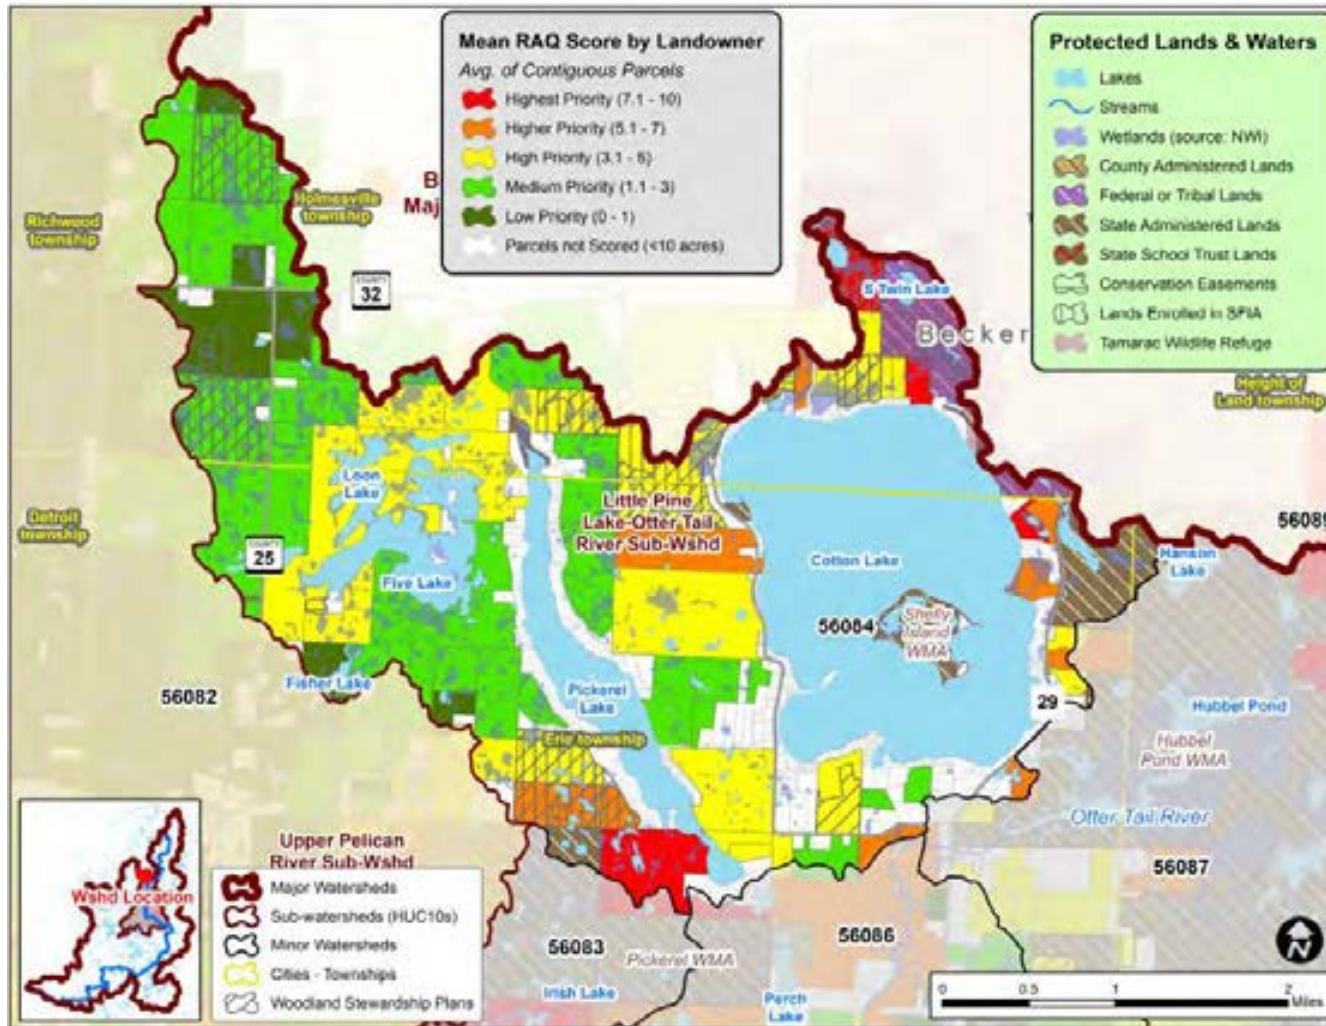 Mean RAQ Score by Landowner
Avg. of Contiguous Parcels
Highest Priority (7.1 - 10)
Higher Priority (5.1 - 7)
High Priority (3.1 - 5)
Medium Priority (1.1 - 3)
Low Priority (0 - 1)
Parcels not Scored (<10 acres)
Protected Lands & Waters
Lakes
Streams
Wetlands (source: NWI)
County Administered Lands
Federal or Tribal Lands
State Administered Lands
State School Trust Lands
Conservation Easements
Lands Enrolled in SFIA
Tamarac Wildlife Refuge
Holmesville
township
Richwood
township
COUNTY
32
S Twin Lake
Becker
Height of
Land township
Loon
Lake
Little Pine
Lake-Otter Tail
River Sub-Wshd
Detroit
township
COUNTY
25
56089
Hanson
Lake
Five Lake
Cotton Lake
56084
Shelly
Island
WMA
Fisher Lake
56082
Pickerel
Lake
29
Hubbel Pond
Erie township
Hubbel
Pond WMA
Otter Tail River
Upper Pelican
River Sub-Wshd
56087
Wshd Location
Major Watersheds
Sub-watersheds (HUC10s)
Minor Watersheds
Cities - Townships
Woodland Stewardship Plans
56083
56086
Pickerel WMA
Irish Lake
Perch
Lake
N
0 0.5 1 2
Miles